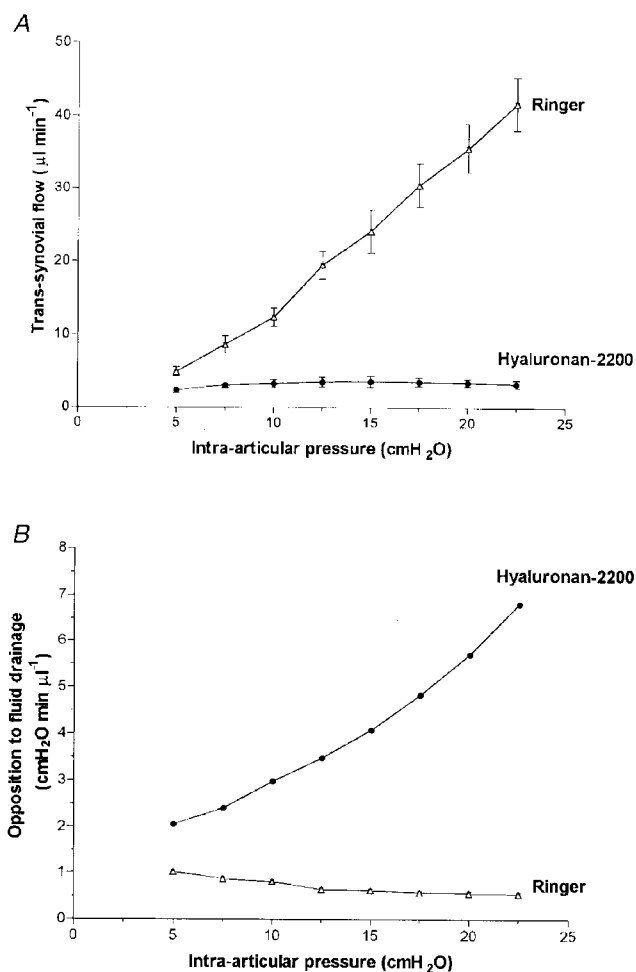 A
50
40
30
20
10
0
Trans-synovial flow (μl min⁻¹)
Ringer
Hyaluronan-2200
0 5 10 15 20 25
Intra-articular pressure (cmH₂O)
B
8
7
6
5
4
3
2
1
0
Opposition to fluid drainage
(cmH₂O min μl⁻¹)
Hyaluronan-2200
Ringer
0 5 10 15 20 25
Intra-articular pressure (cmH₂O)